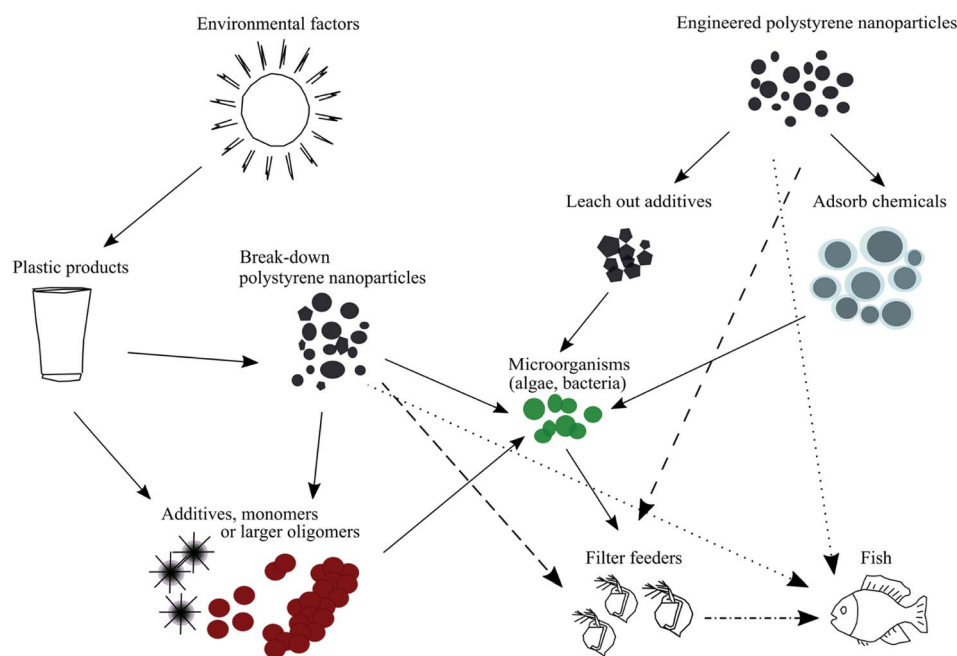 Environmental factors
Engineered polystyrene nanoparticles
Leach out additives
Adsorb chemicals
Plastic products
Break-down
polystyrene nanoparticles
Microorganisms
(algae, bacteria)
Additives, monomers
or larger oligomers
Filter feeders
Fish